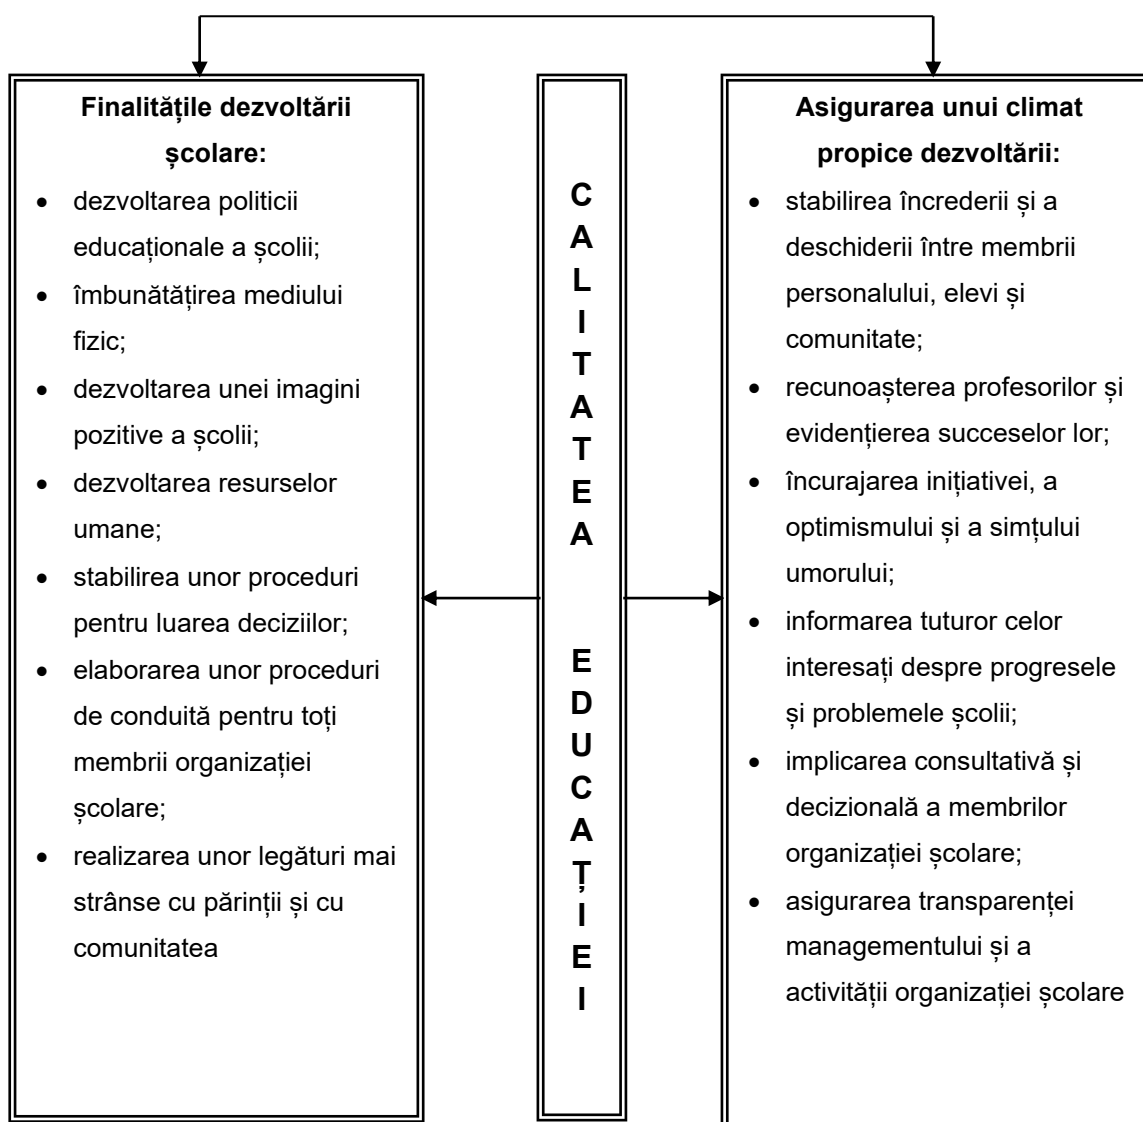 Finalitățile dezvoltării
școlare:
• dezvoltarea politicii
educaționale a școlii;
• îmbunătățirea mediului
fizic;
• dezvoltarea unei imagini
pozitive a școlii;
• dezvoltarea resurselor
umane;
• stabilirea unor proceduri
pentru luarea deciziilor;
• elaborarea unor proceduri
de conduită pentru toți
membrii organizației
școlare;
• realizarea unor legături mai
strânse cu părinții și cu
comunitatea
C
A
L
I
T
A
T
E
A
E
D
U
C
A
Ț
I
E
I
Asigurarea unui climat
propice dezvoltării:
• stabilirea încrederii și a
deschiderii între membrii
personalului, elevi și
comunitate;
• recunoașterea profesorilor și
evidențierea succeselor lor;
• încurajarea inițiativei, a
optimismului și a simțului
umorului;
• informarea tuturor celor
interesați despre progresele
și problemele școlii;
• implicarea consultativă și
decizională a membrilor
organizației școlare;
• asigurarea transparenței
managementului și a
activității organizației școlare